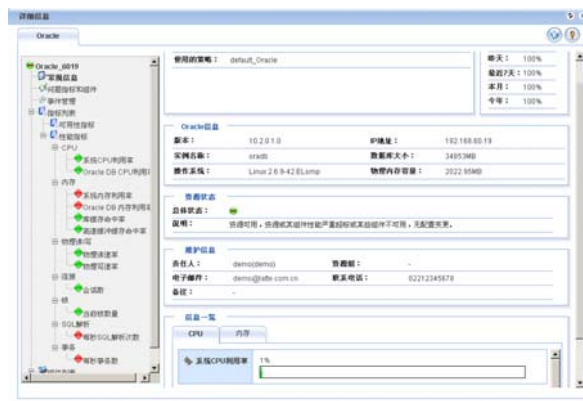 详细信息
Oracle
Oracle_6019
常规信息
问题指标和组件
事件管理
指标列表
可用性指标
性能指标
CPU
系统CPU利用率
Oracle DB CPU利用
内存
系统内存利用率
Oracle DB 内存利用率
库缓存命中率
高速缓冲缓存命中率
物理读写
物理读速率
物理写速率
连接
会话数
锁
当前锁数量
SQL解析
每秒SQL解析次数
事务
每秒事务数
使用的策略： default_Oracle
昨天： 100%
最近7天：100%
本月： 100%
今年： 100%
Oracle信息
版本： 10.2.0.1.0 IP地址： 192.168.60.19
实例名称： oradb 数据库大小： 34953MB
操作系统： Linux 2.6.9-42.ELsmp 物理内存容量： 2022.95MB
资源状态
总体状态：
说明： 资源可用，资源或某组件性能严重超标或某些组件不可用，无配置变更。
维护信息
责任人： demo(demo) 资源组： -
电子邮件： demo@latte.com.cn 联系电话： 02212345678
备注： -
信息一览
CPU 内存
系统CPU利用率 1%